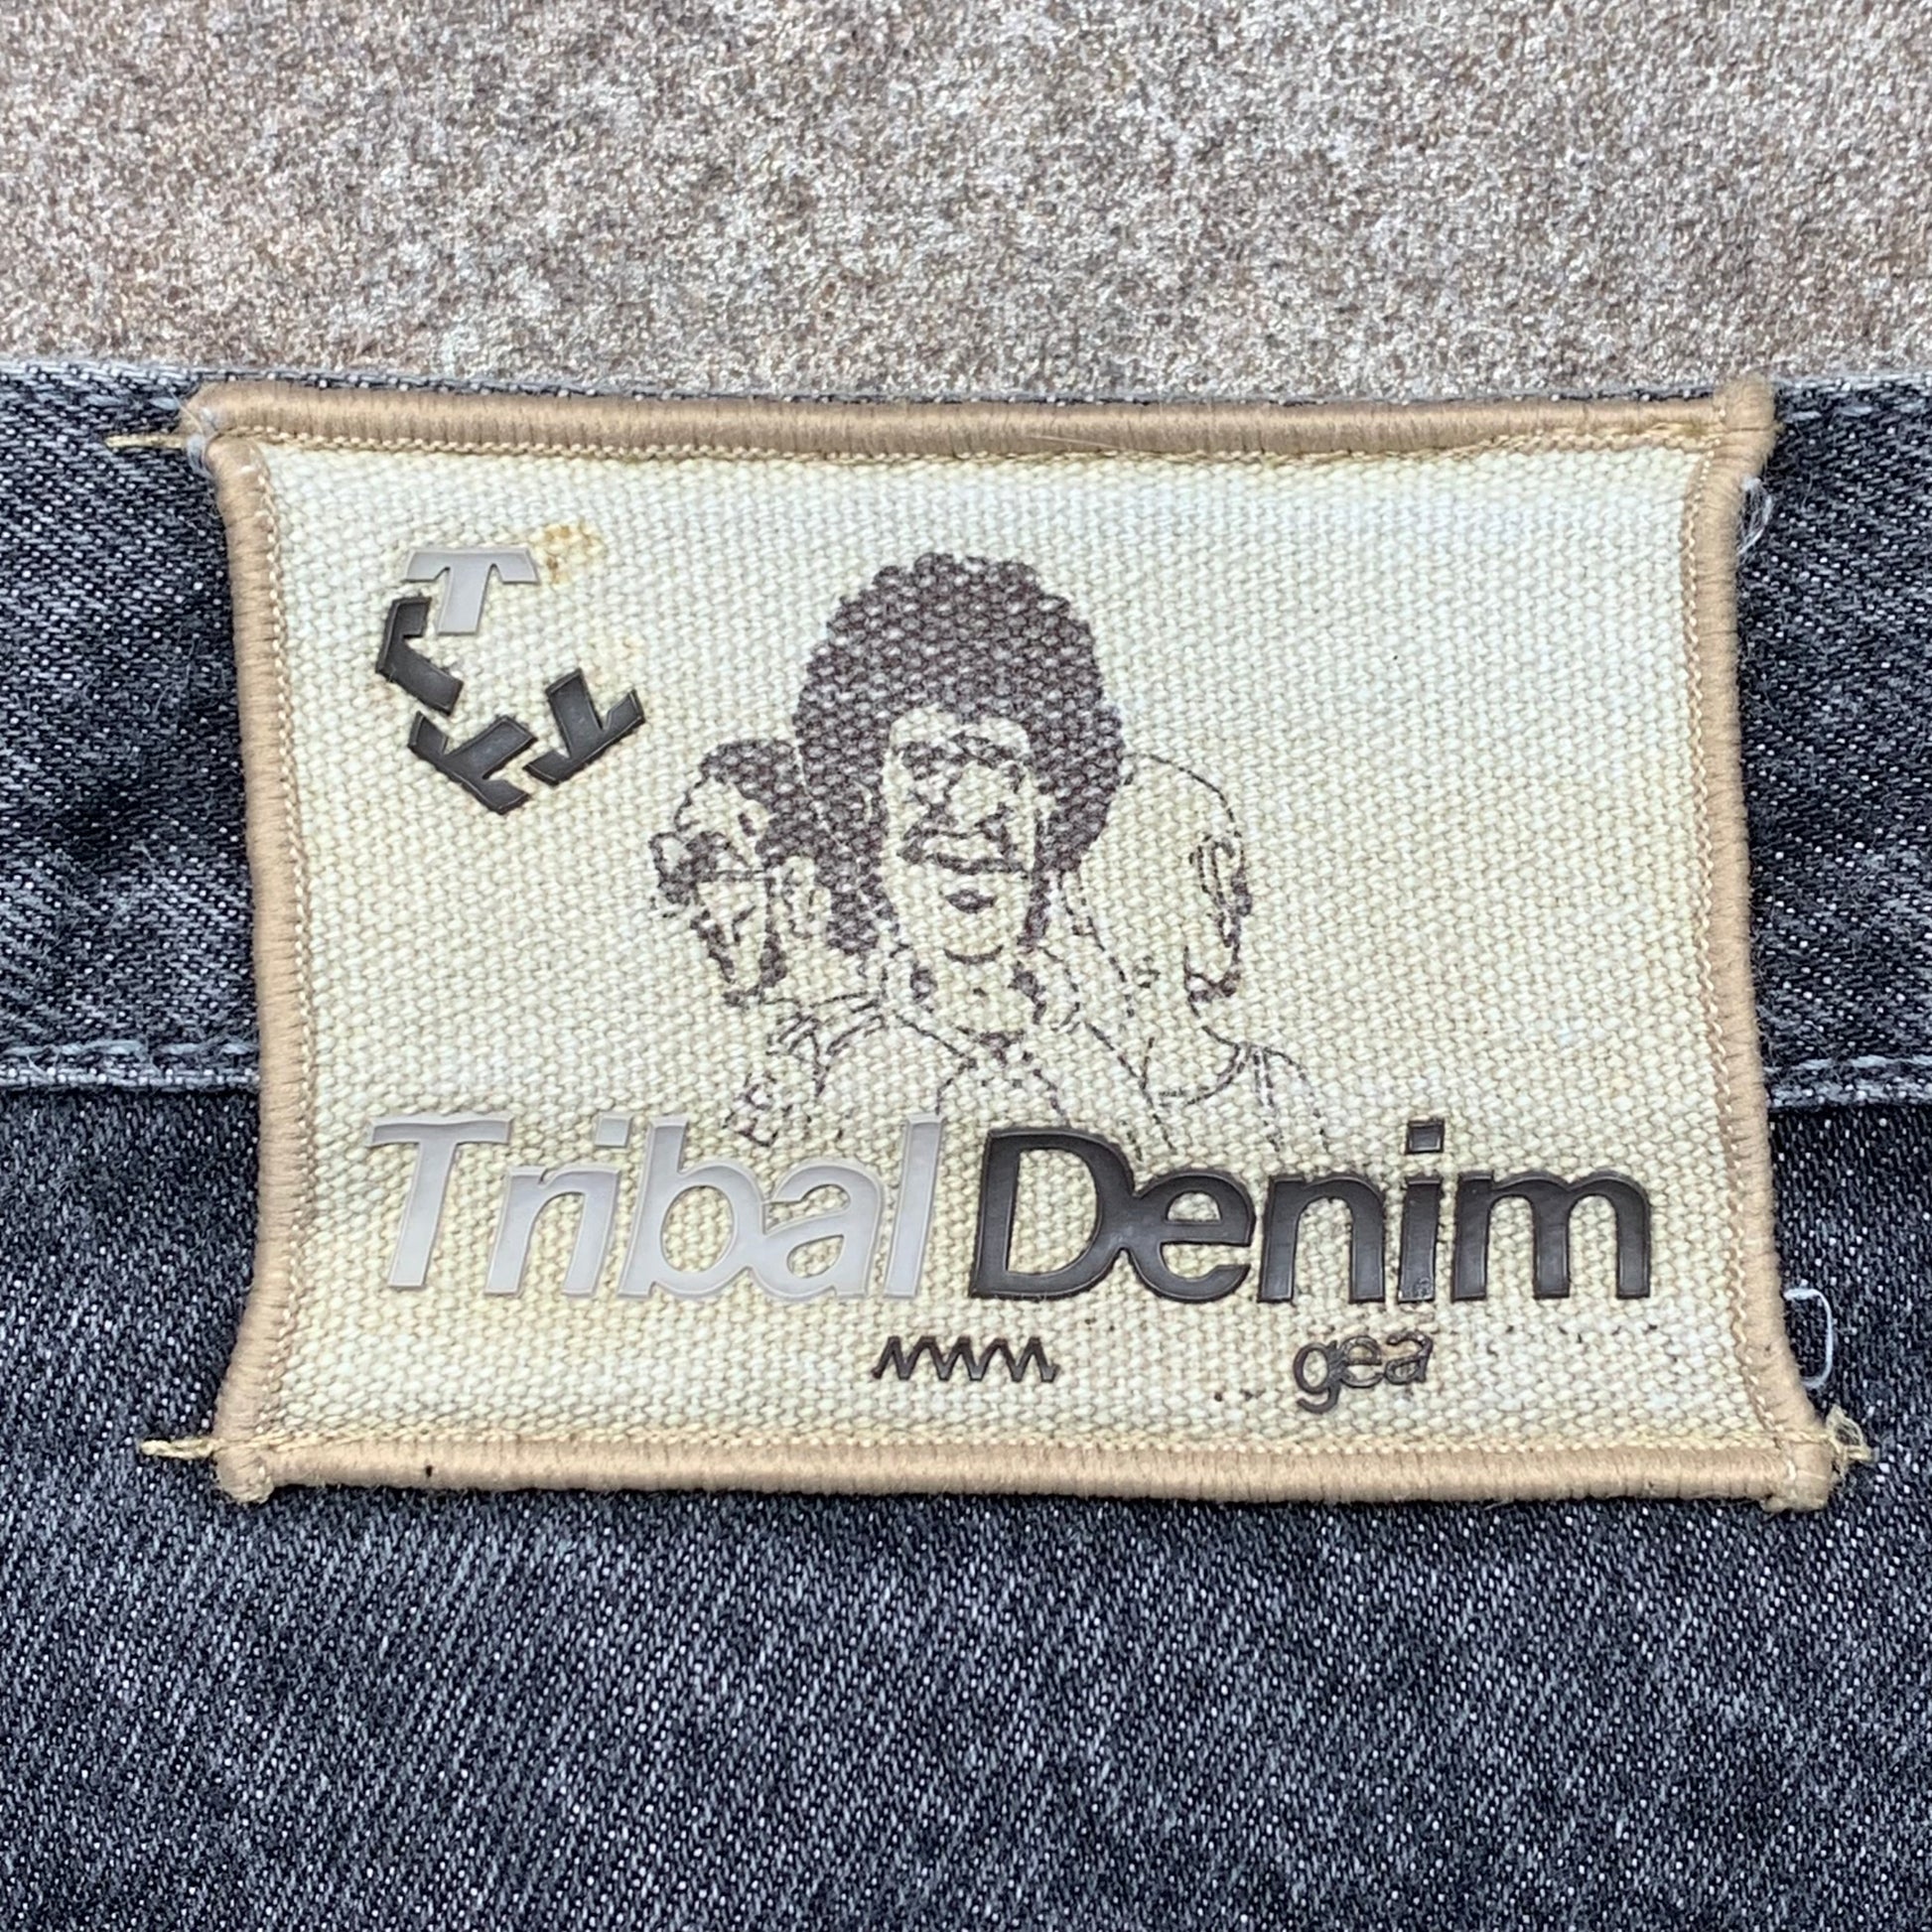 T
Tribal Denim
gea